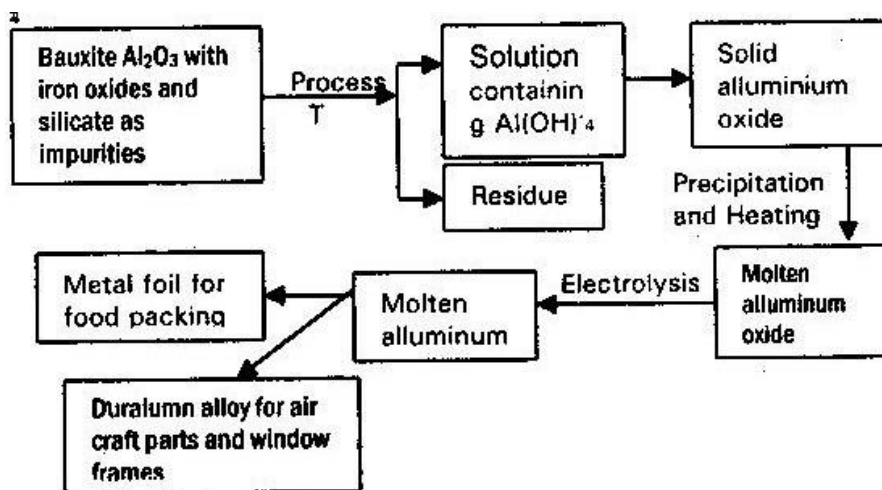 Bauxite Al₂O₃ with
iron oxides and
silicate as
impurities
Process
T
Solution
containin
g Al(OH)⁻₄
Residue
Solid
alluminium
oxide
Precipitation
and Heating
Molten
alluminum
oxide
Electrolysis
Molten
alluminum
Metal foil for
food packing
Duralumn alloy for air
craft parts and window
frames